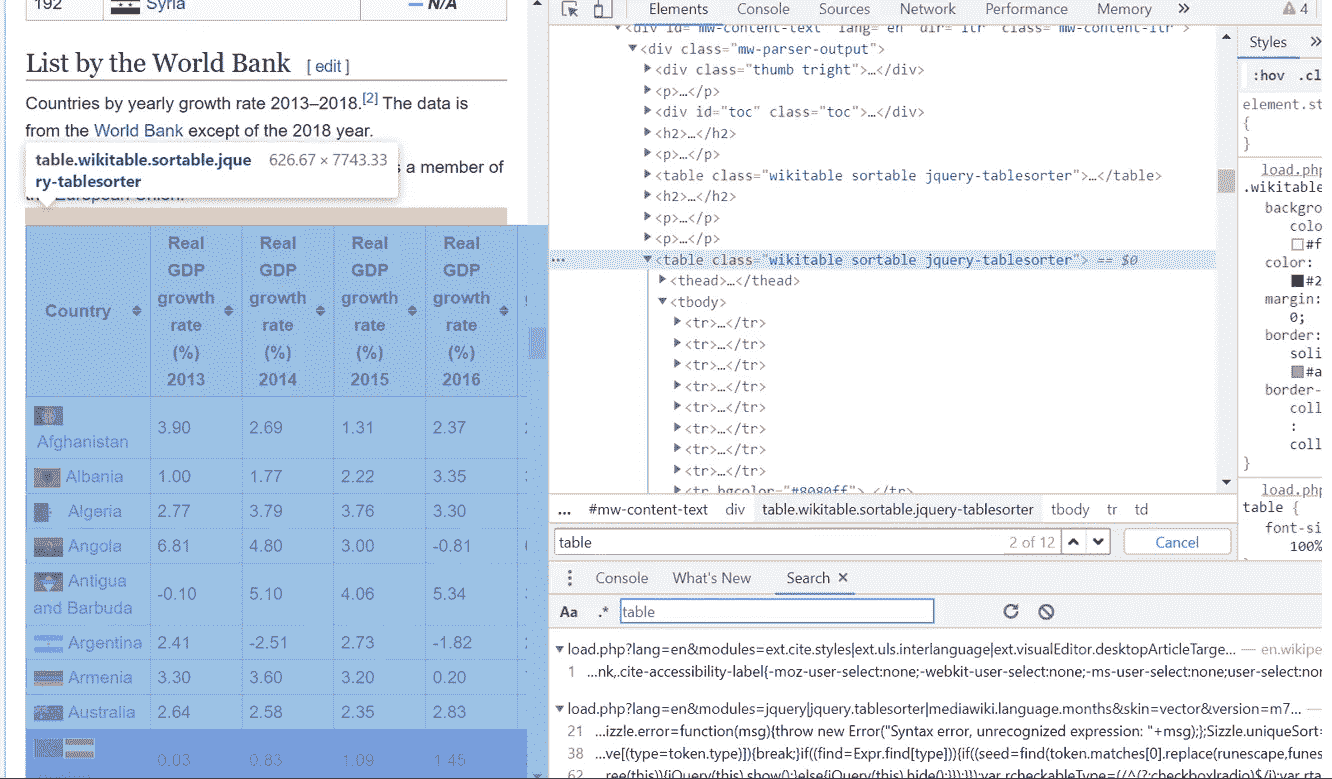 192 Syria – N/A
List by the World Bank [ edit ]
Countries by yearly growth rate 2013–2018.[2] The data is
from the World Bank except of the 2018 year.
s a member of
European Union.
table.wikitable.sortable.jque 626.67 × 7743.33
ry-tablesorter
Country Real GDP growth rate (%) 2013 Real GDP growth rate (%) 2014 Real GDP growth rate (%) 2015 Real GDP growth rate (%) 2016
Afghanistan 3.90 2.69 1.31 2.37
Albania 1.00 1.77 2.22 3.35
Algeria 2.77 3.79 3.76 3.30
Angola 6.81 4.80 3.00 -0.81
Antigua
and Barbuda -0.10 5.10 4.06 5.34
Argentina 2.41 -2.51 2.73 -1.82
Armenia 3.30 3.60 3.20 0.20
Australia 2.64 2.58 2.35 2.83
0.03 0.83 1.09 1.45
Elements Console Sources Network Performance Memory » 4
<div id="mw-content-text" lang="en" dir="ltr" class="mw-content-ltr">
<div class="mw-parser-output">
<div class="thumb tright">…</div>
<p>…</p>
<div id="toc" class="toc">…</div>
<h2>…</h2>
<p>…</p>
<table class="wikitable sortable jquery-tablesorter">…</table>
<h2>…</h2>
<p>…</p>
<p>…</p>
<table class="wikitable sortable jquery-tablesorter"> == $0
<thead>…</thead>
<tbody>
<tr>…</tr>
<tr>…</tr>
<tr>…</tr>
<tr>…</tr>
<tr>…</tr>
<tr>…</tr>
<tr>…</tr>
<tr>…</tr>
<tr bgcolor="#8080ff">…</tr>
... #mw-content-text div table.wikitable.sortable.jquery-tablesorter tbody tr td
table 2 of 12 Cancel
Console What's New Search ×
Aa .* table
load.php?lang=en&modules=ext.cite.styles|ext.uls.interlanguage|ext.visualEditor.desktopArticleTarge... — en.wikipe
1 ...nk,.cite-accessibility-label{-moz-user-select:none;-webkit-user-select:none;-ms-user-select:none;user-select:non
load.php?lang=en&modules=jquery|jquery.tablesorter|mediawiki.language.months&skin=vector&version=m7... —
21 ...izzle.error=function(msg){throw new Error("Syntax error, unrecognized expression: "+msg);};Sizzle.uniqueSort=
38 ...ve[(type=token.type)]){break;}if((find=Expr.find[type])){if((seed=find(token.matches[0].replace(runescape,funes
62
Styles »
:hov .cl
element.st
{
}
load.php
.wikitable
backgro
colo
#f
color:
#2
margin:
0;
border:
soli
#a
border-
coll
:
coll
}
load.php
table {
font-si
100%